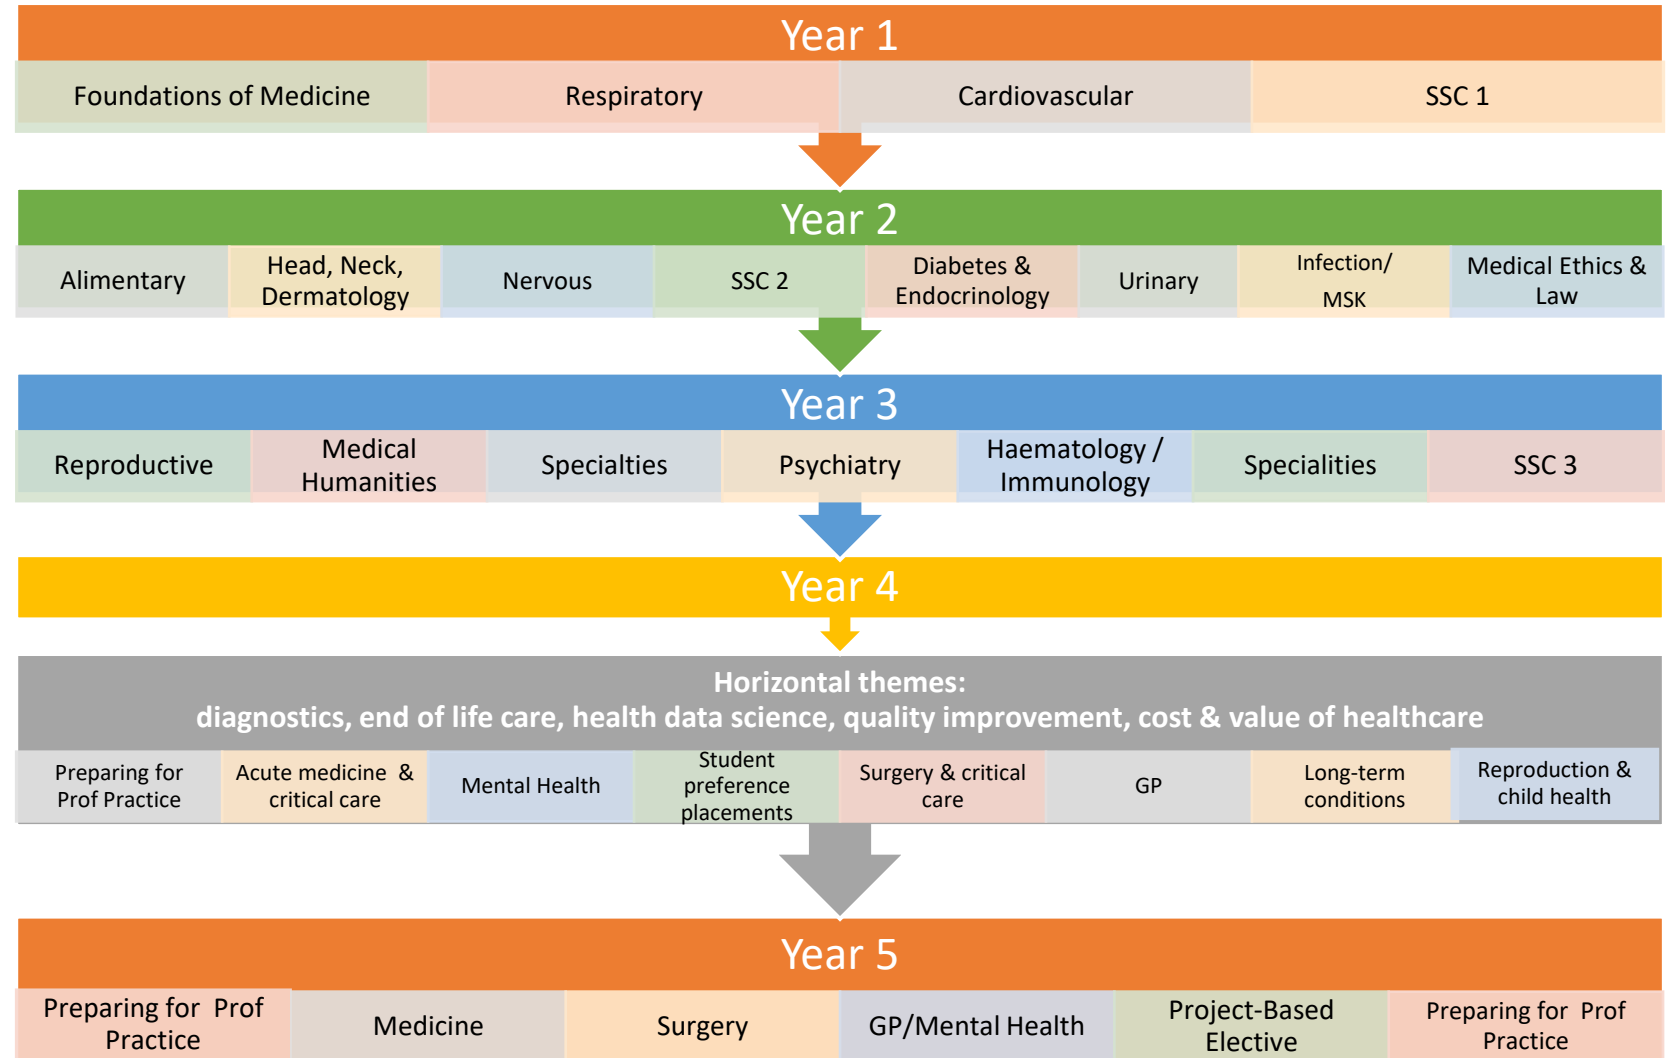 Year 1
Foundations of Medicine
Respiratory
Cardiovascular
SSC 1
Year 2
Alimentary
Head, Neck,
Dermatology
Nervous
SSC 2
Diabetes &
Endocrinology
Urinary
Infection/
MSK
Medical Ethics &
Law
Year 3
Reproductive
Medical
Humanities
Specialties
Psychiatry
Haematology /
Immunology
Specialities
SSC 3
Year 4
Horizontal themes:
diagnostics, end of life care, health data science, quality improvement, cost & value of healthcare
Preparing for
Prof Practice
Acute medicine &
critical care
Mental Health
Student
preference
placements
Surgery & critical
care
GP
Long-term
conditions
Reproduction &
child health
Year 5
Preparing for Prof
Practice
Medicine
Surgery
GP/Mental Health
Project-Based
Elective
Preparing for Prof
Practice